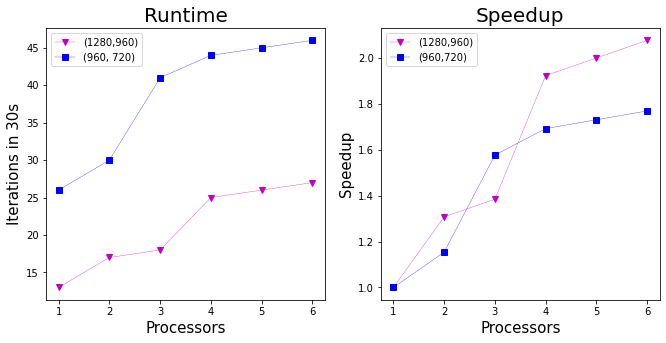 Runtime
(1280,960)
(960, 720)
45
40
35
30
25
20
15
Iterations in 30s
1 2 3 4 5 6
Processors
Speedup
(1280,960)
(960,720)
2.0
1.8
1.6
1.4
1.2
1.0
Speedup
1 2 3 4 5 6
Processors